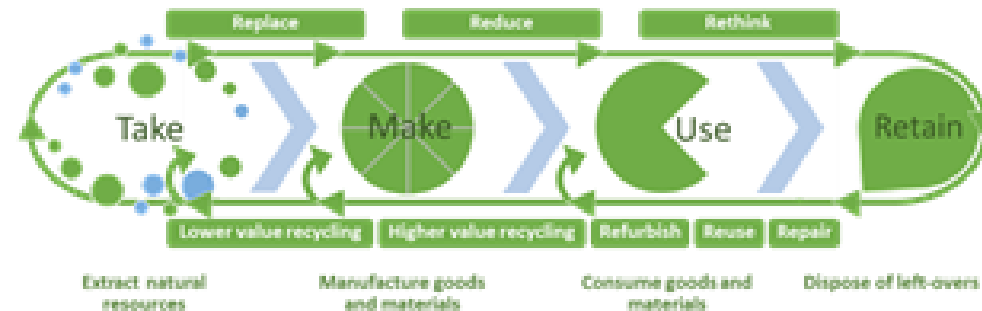 Replace
Reduce
Rethink
Take
Make
Use
Retain
Lower value recycling
Higher value recycling
Refurbish
Reuse
Repair
Extract natural
resources
Manufacture goods
and materials
Consume goods and
materials
Dispose of left-overs